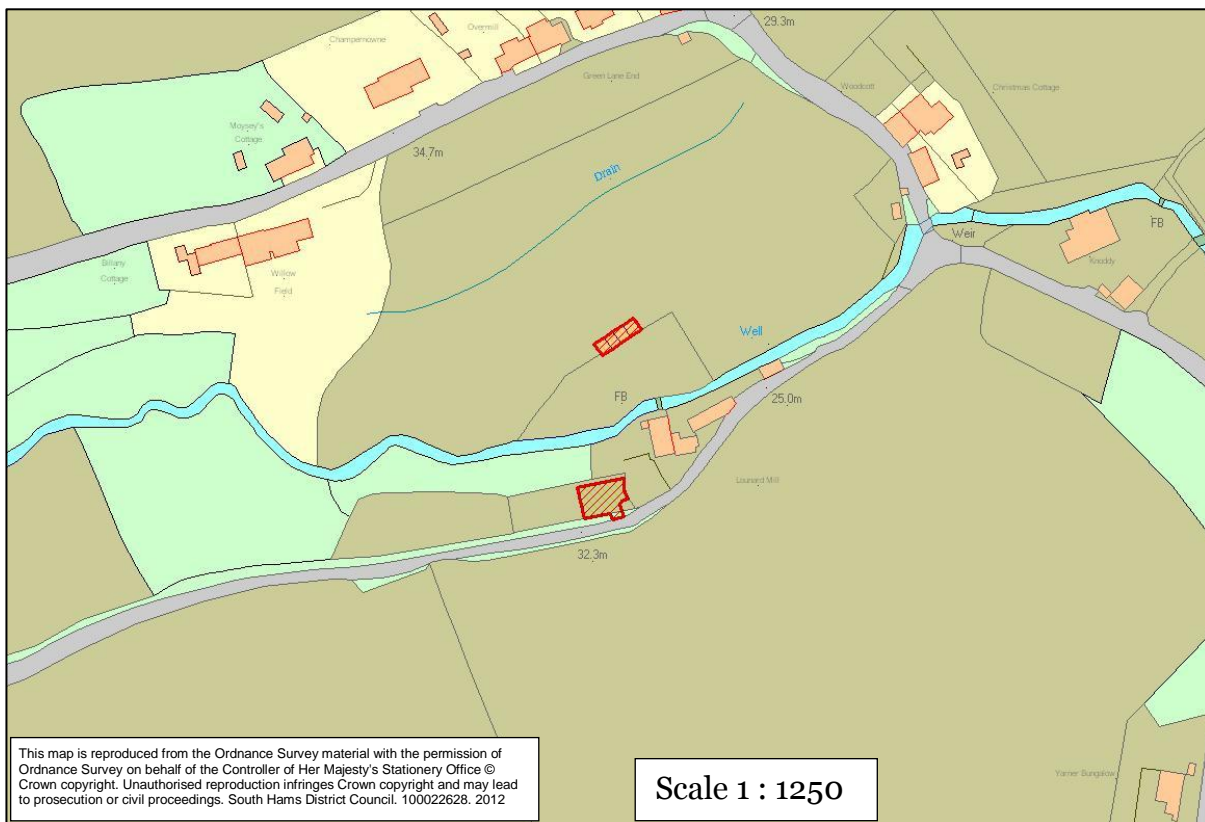 29.3m
Overmill
Champernowne
Green Lane End
Woodcott
Christmas Cottage
Moysey's
Cottage
34.7m
Drain
Weir
FB
Knoddy
Willow
Field
Cottage
Well
FB
25.0m
Lounard Mill
32.3m
Yarner Bungalow
This map is reproduced from the Ordnance Survey material with the permission of
Ordnance Survey on behalf of the Controller of Her Majesty's Stationery Office ©
Crown copyright. Unauthorised reproduction infringes Crown copyright and may lead
to prosecution or civil proceedings. South Hams District Council. 100022628. 2012
Scale 1 : 1250